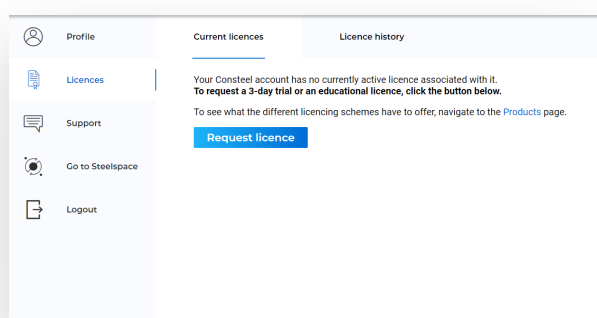 Profile
Current licences
Licence history
Licences
Your Consteel account has no currently active licence associated with it.
To request a 3-day trial or an educational licence, click the button below.
To see what the different licencing schemes have to offer, navigate to the Products page.
Support
Request licence
Go to Steelspace
Logout